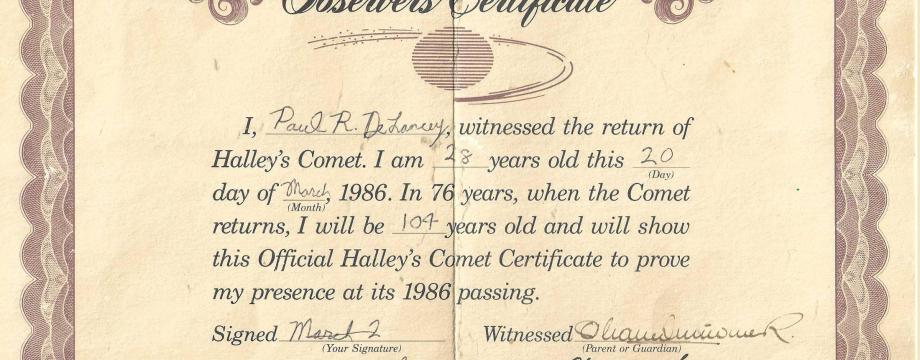 Observers Certificate
I, Paul R. DeLancey, witnessed the return of
Halley's Comet. I am 28 years old this 20
(Day)
day of March, 1986. In 76 years, when the Comet
(Month)
returns, I will be 104 years old and will show
this Official Halley's Comet Certificate to prove
my presence at its 1986 passing.
Signed March 2 Witnessed
(Your Signature) (Parent or Guardian)